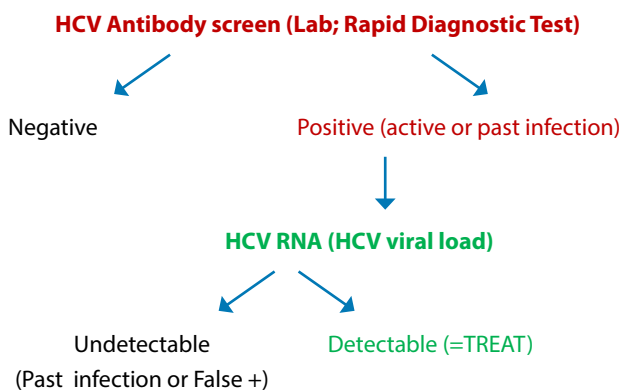 HCV Antibody screen (Lab; Rapid Diagnostic Test)
Negative
Positive (active or past infection)
HCV RNA (HCV viral load)
Undetectable
Detectable (=TREAT)
(Past infection or False +)